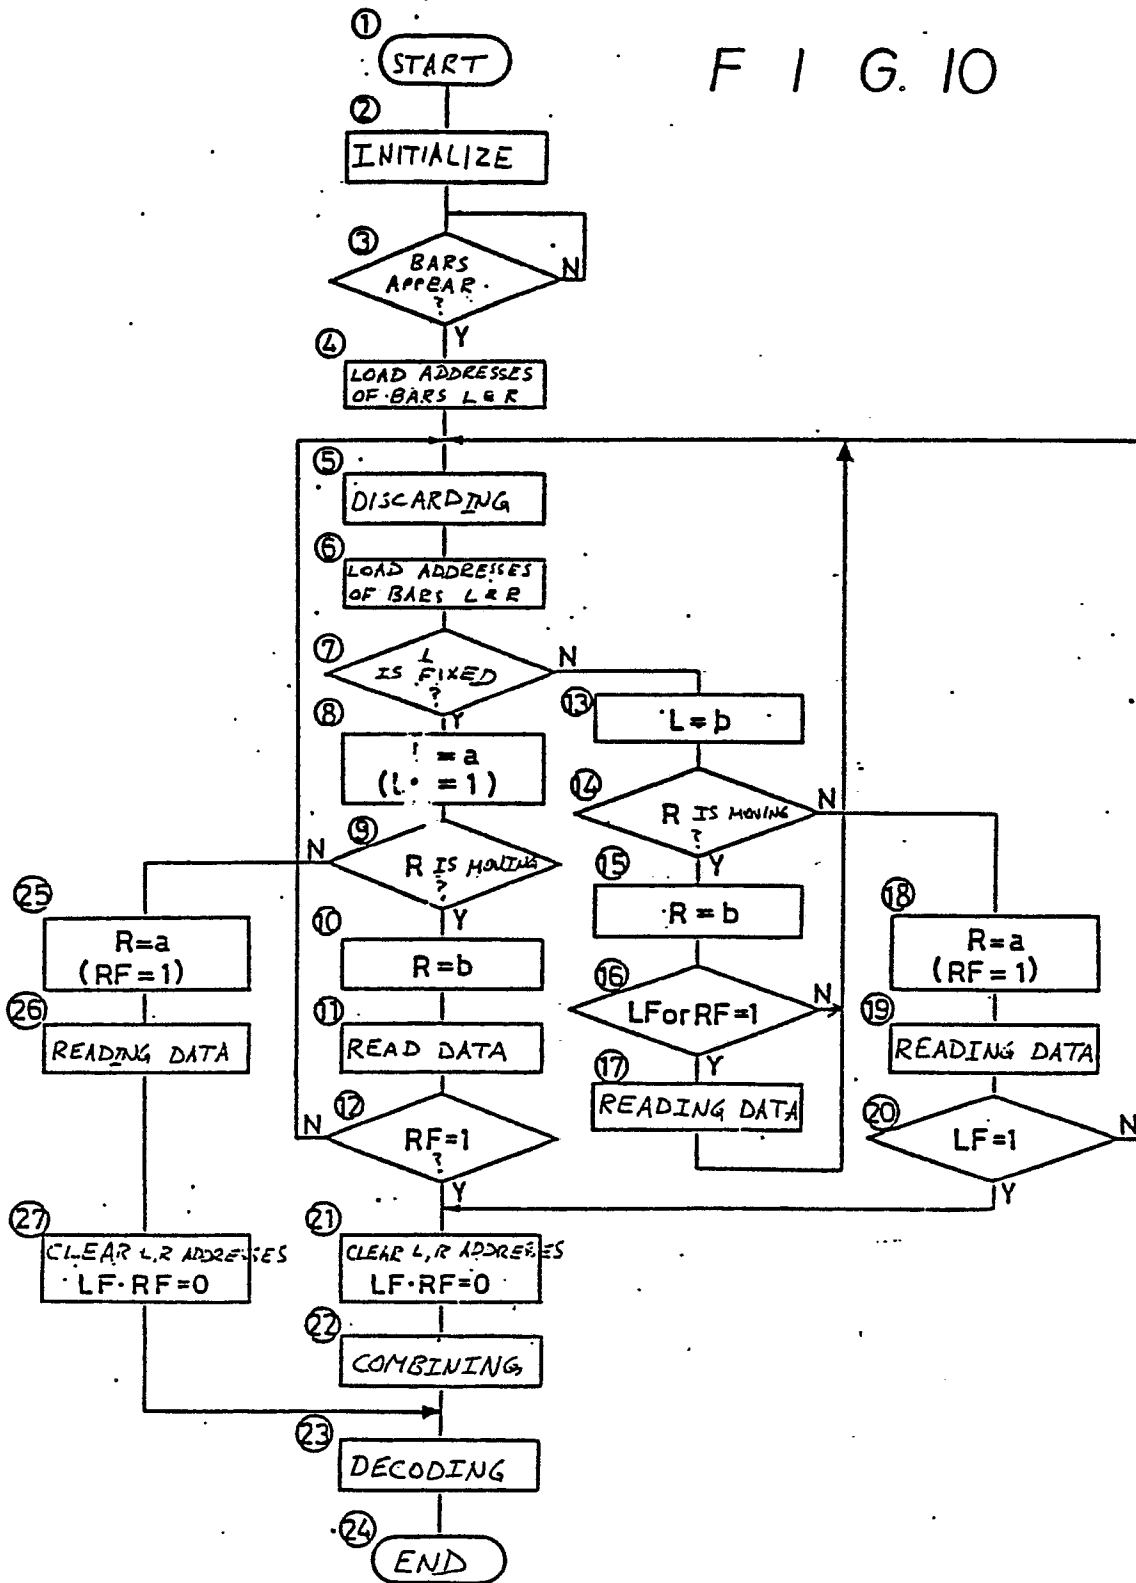 F I G. 10
①
START
②
INITIALIZE
③
BARS
APPEAR
?
N
Y
④
LOAD ADDRESSES
OF BARS L & R
⑤
DISCARDING
⑥
LOAD ADDRESSES
OF BARS L & R
⑦
L
IS FIXED
?
N
Y
⑧
= a
(L = 1)
⑨
R IS MOVING
?
N
Y
⑩
R=b
⑪
READ DATA
⑫
RF=1
?
N
Y
⑬
L=b
⑭
R IS MOVING
?
N
Y
⑮
R=b
⑯
LF or RF=1
N
Y
⑰
READING DATA
⑱
R=a
(RF=1)
⑲
READING DATA
⑳
LF=1
N
Y
㉕
R=a
(RF=1)
㉖
READING DATA
㉗
CLEAR L,R ADDRESSES
LF·RF=0
㉑
CLEAR L,R ADDRESSES
LF·RF=0
㉒
COMBINING
㉓
DECODING
㉔
END